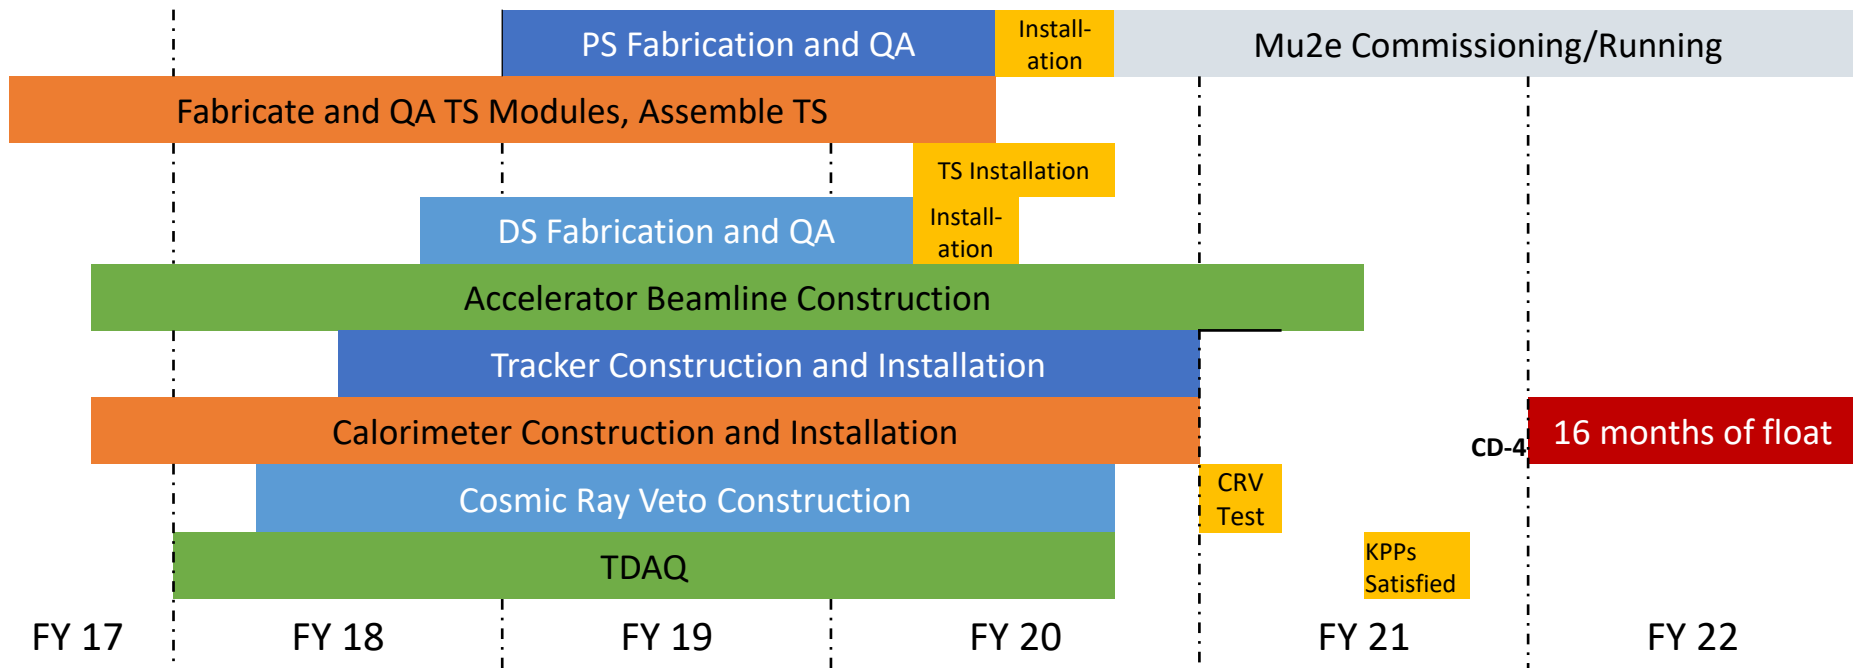 PS Fabrication and QA
Install-
ation
Mu2e Commissioning/Running
Fabricate and QA TS Modules, Assemble TS
TS Installation
DS Fabrication and QA
Install-
ation
Accelerator Beamline Construction
Tracker Construction and Installation
Calorimeter Construction and Installation
CD-4
16 months of float
Cosmic Ray Veto Construction
CRV
Test
TDAQ
KPPs
Satisfied
FY 17
FY 18
FY 19
FY 20
FY 21
FY 22